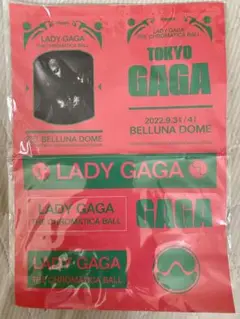 LADY GAGA
THE CHROMATICA BALL
BELLUNA DOME
LADY GAGA
THE CHROMATICA BALL
TOKYO
GAGA
2022.9.3(/4)
BELLUNA DOME
LADY GAGA
LADY GAGA
THE CHROMATICA BALL
GAGA
LADY GAGA
THE CHROMATICA BALL